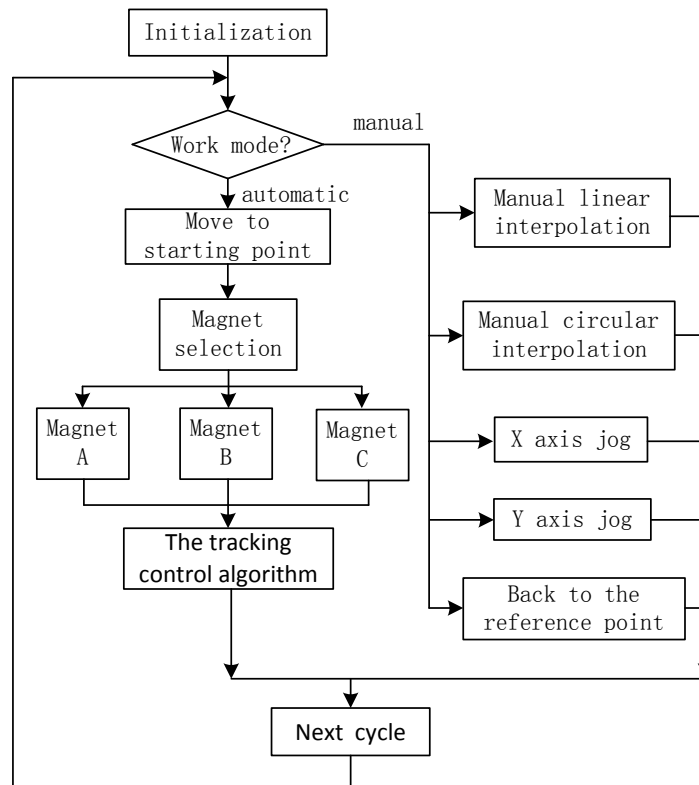 Initialization
Work mode?
manual
automatic
Move to
starting point
Manual linear
interpolation
Magnet
selection
Manual circular
interpolation
Magnet
A
Magnet
B
Magnet
C
X axis jog
Y axis jog
The tracking
control algorithm
Back to the
reference point
Next cycle